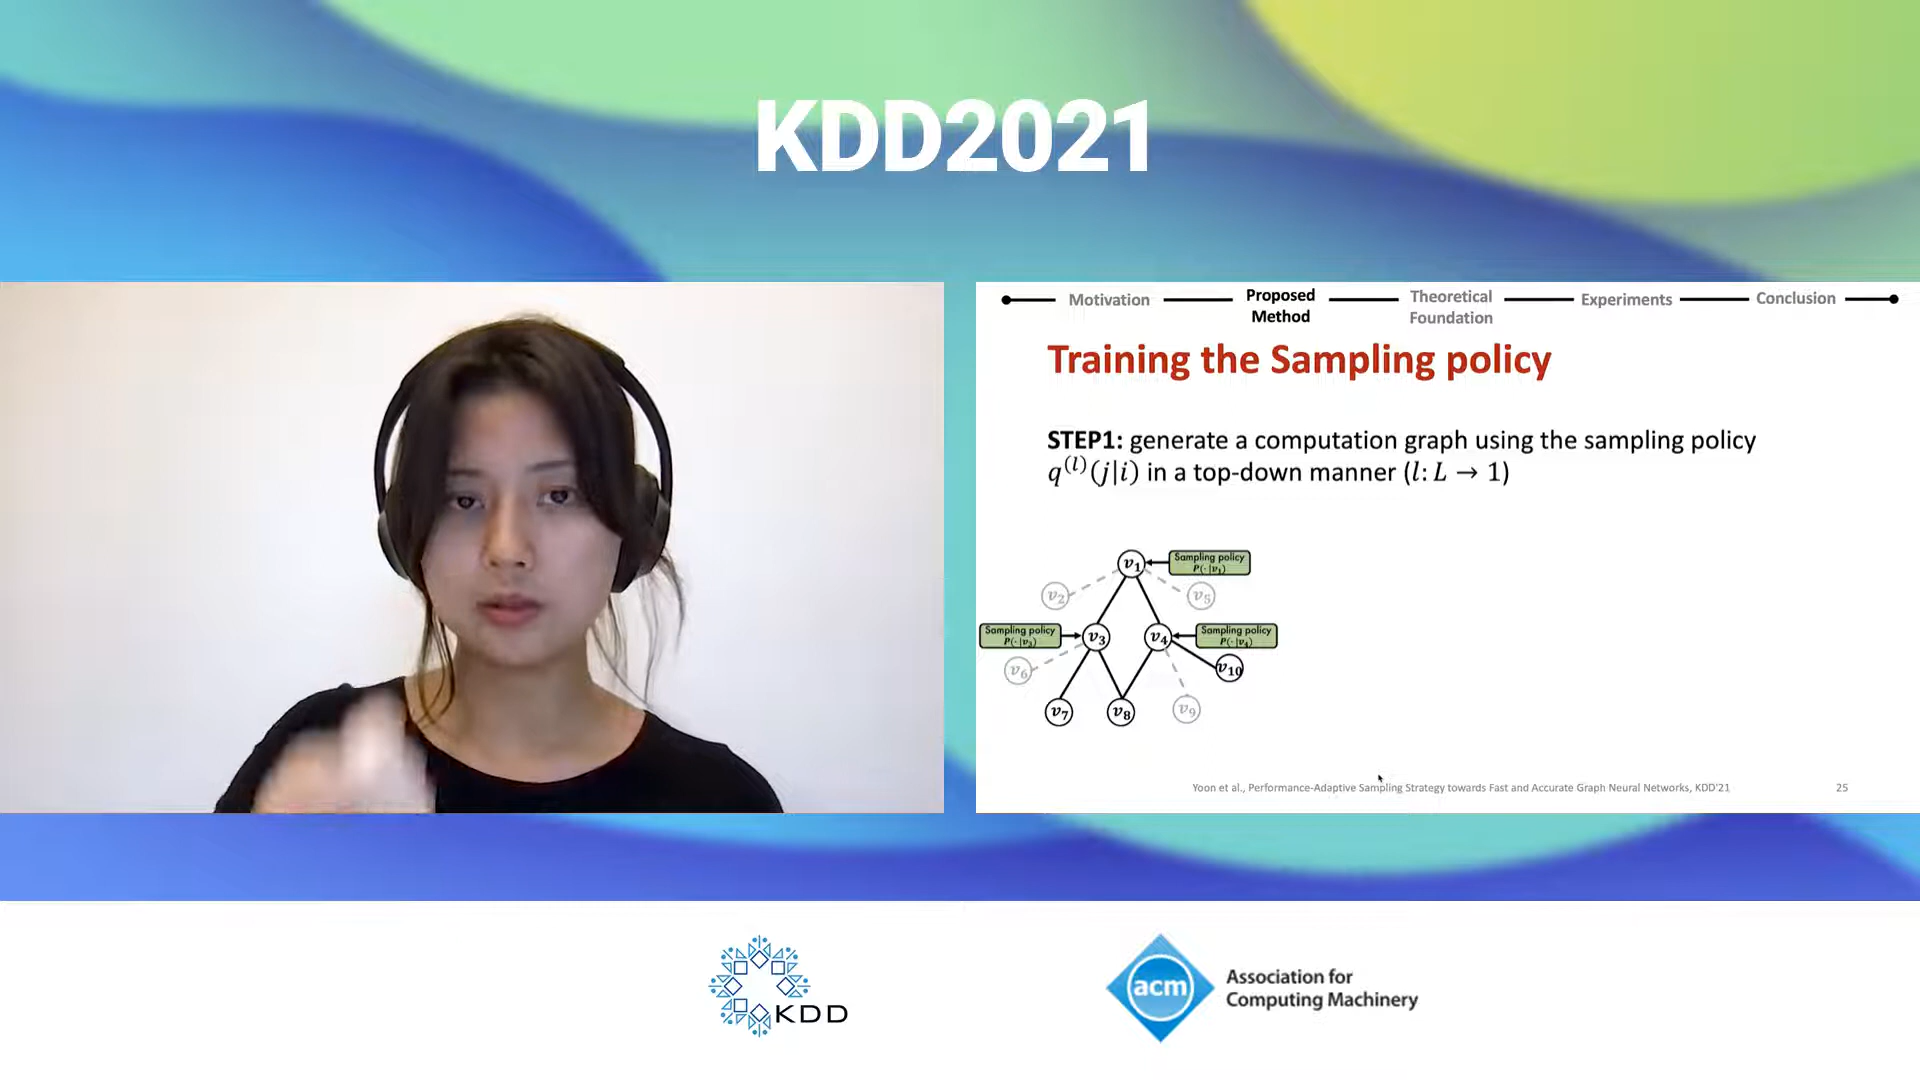 KDD2021
Motivation
Proposed
Method
Theoretical
Foundation
Experiments
Conclusion
Training the Sampling policy
STEP1: generate a computation graph using the sampling policy
q⁽ˡ⁾(j|i) in a top-down manner (l: L → 1)
v₁
Sampling policy
P(·|v₁)
v₂
v₅
Sampling policy
P(·|v₃)
v₃
v₄
Sampling policy
P(·|v₄)
v₆
v₁₀
v₇
v₈
v₉
Yoon et al., Performance-Adaptive Sampling Strategy towards Fast and Accurate Graph Neural Networks, KDD'21
25
KDD
acm
Association for
Computing Machinery